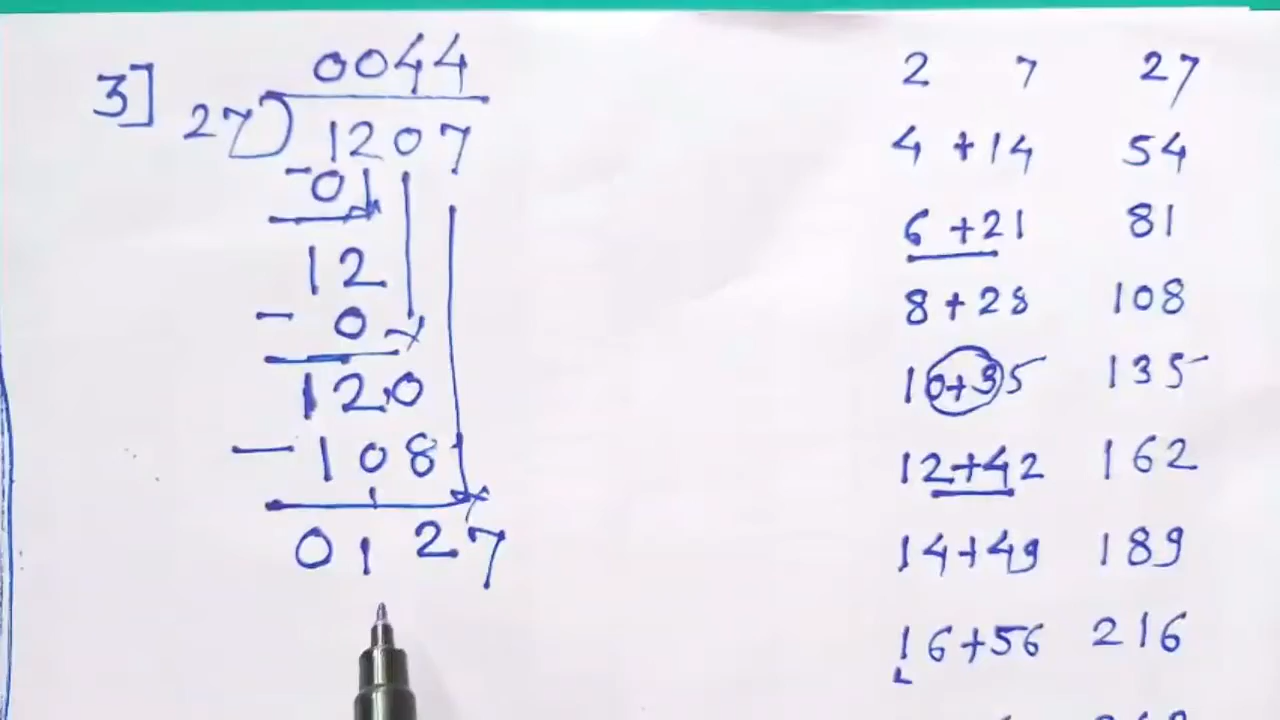 0044
3] 27) 1207
-01
12
- 0
120
- 108
0127
2 7 27
4 + 14 54
6 + 21 81
8 + 28 108
10+35 135
12+42 162
14+49 189
16+56 216